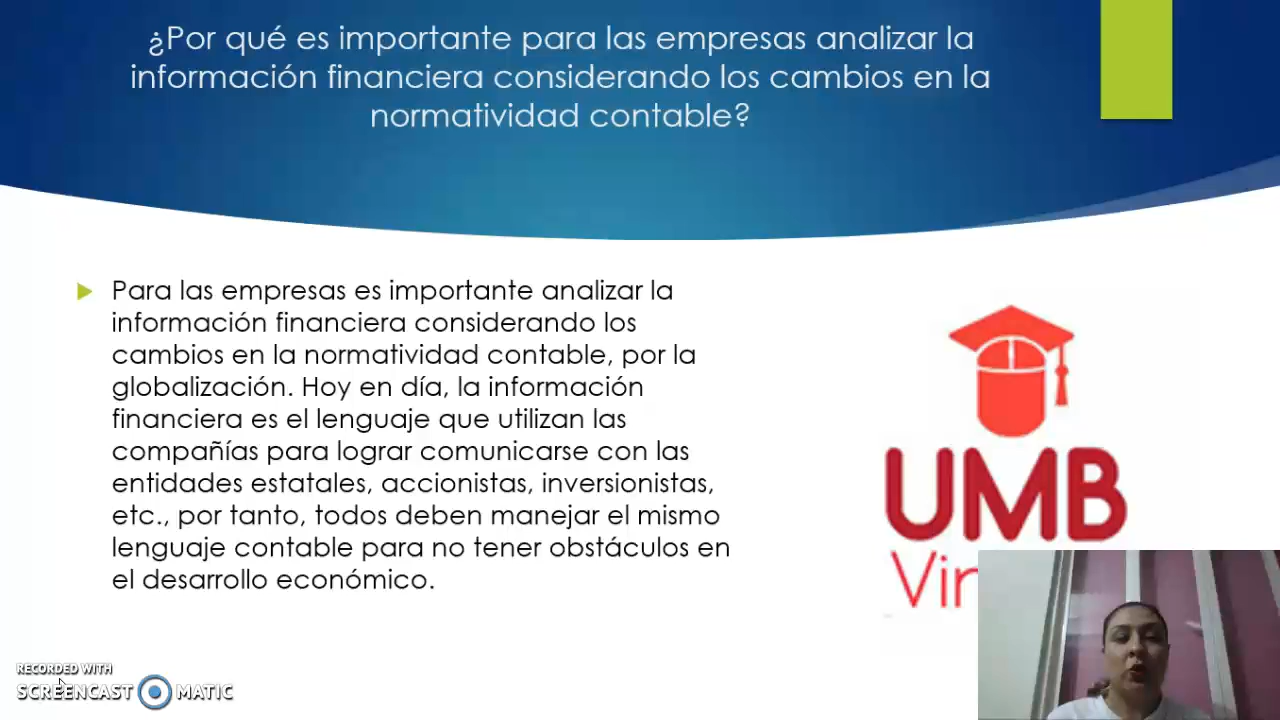 ¿Por qué es importante para las empresas analizar la
información financiera considerando los cambios en la
normatividad contable?
Para las empresas es importante analizar la
información financiera considerando los
cambios en la normatividad contable, por la
globalización. Hoy en día, la información
financiera es el lenguaje que utilizan las
compañías para lograr comunicarse con las
entidades estatales, accionistas, inversionistas,
etc., por tanto, todos deben manejar el mismo
lenguaje contable para no tener obstáculos en
el desarrollo económico.
UMB
RECORDED WITH
SCREENCAST MATIC